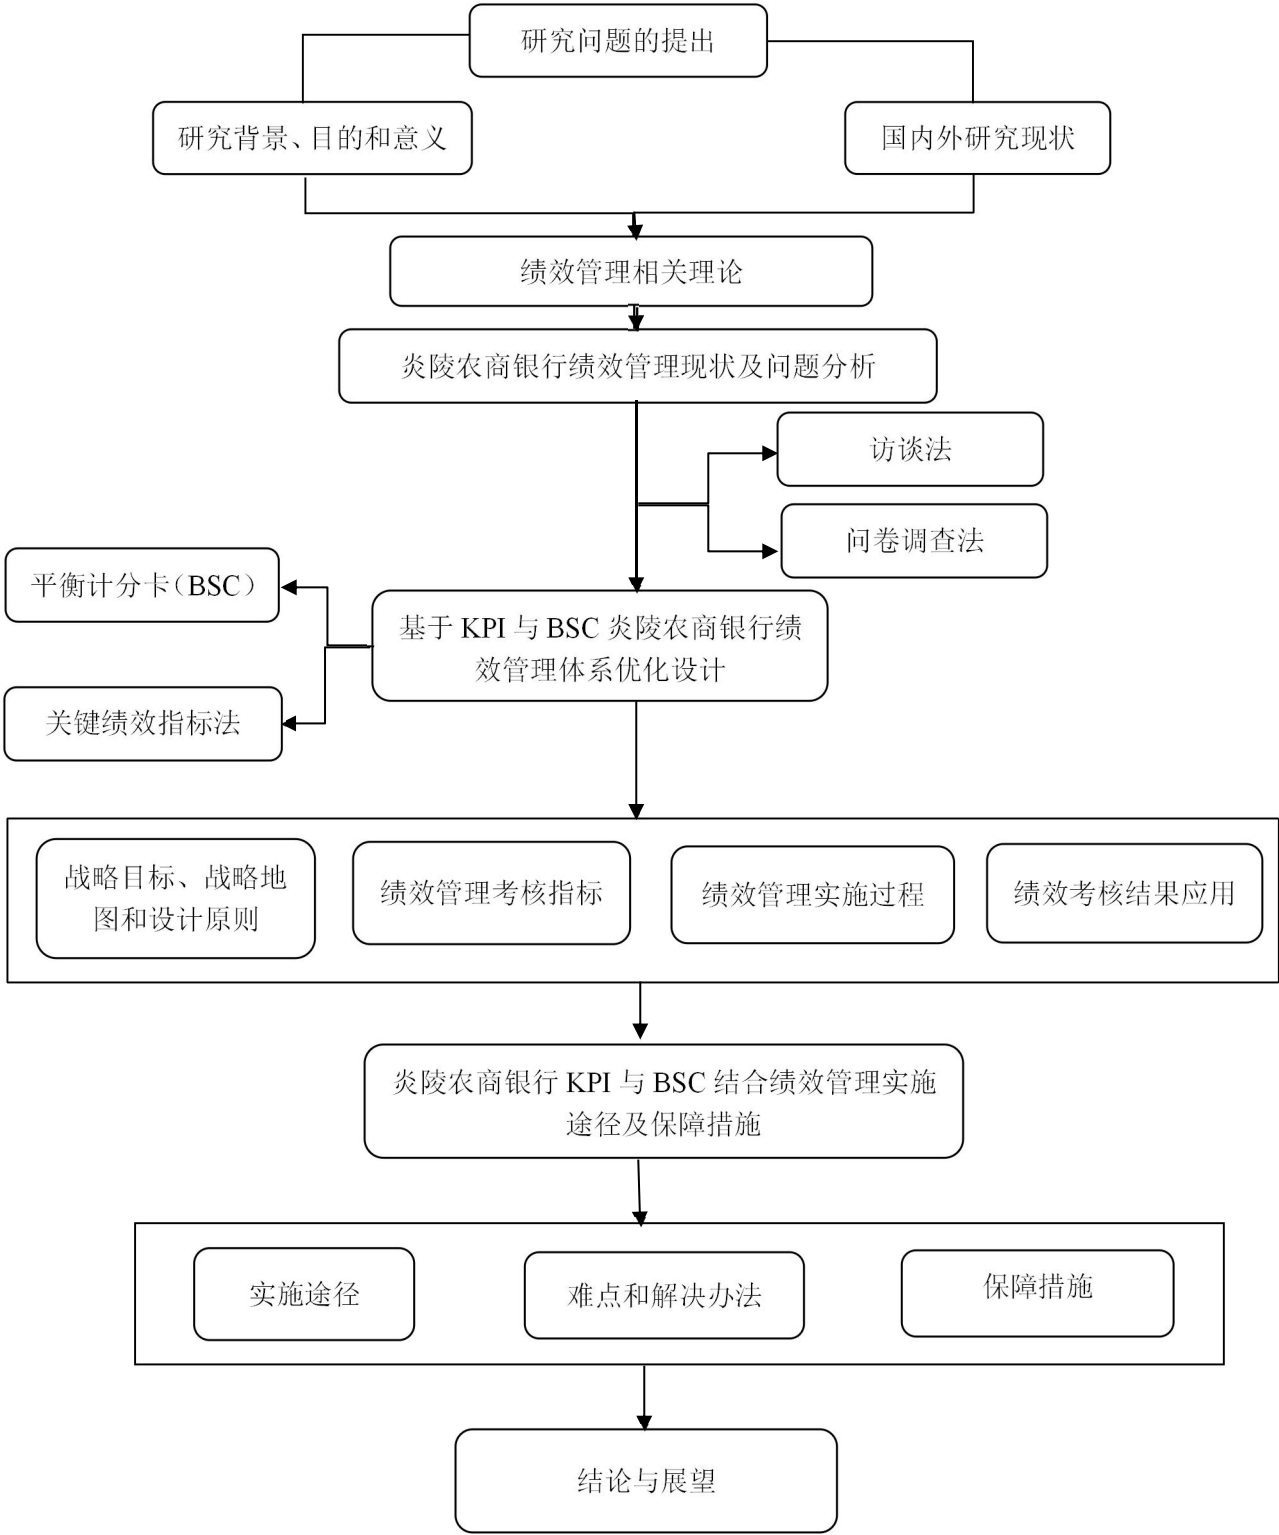 研究问题的提出
研究背景、目的和意义
国内外研究现状
绩效管理相关理论
炎陵农商银行绩效管理现状及问题分析
访谈法
问卷调查法
平衡计分卡（BSC）
基于 KPI 与 BSC 炎陵农商银行绩
效管理体系优化设计
关键绩效指标法
战略目标、战略地
图和设计原则
绩效管理考核指标
绩效管理实施过程
绩效考核结果应用
炎陵农商银行 KPI 与 BSC 结合绩效管理实施
途径及保障措施
实施途径
难点和解决办法
保障措施
结论与展望